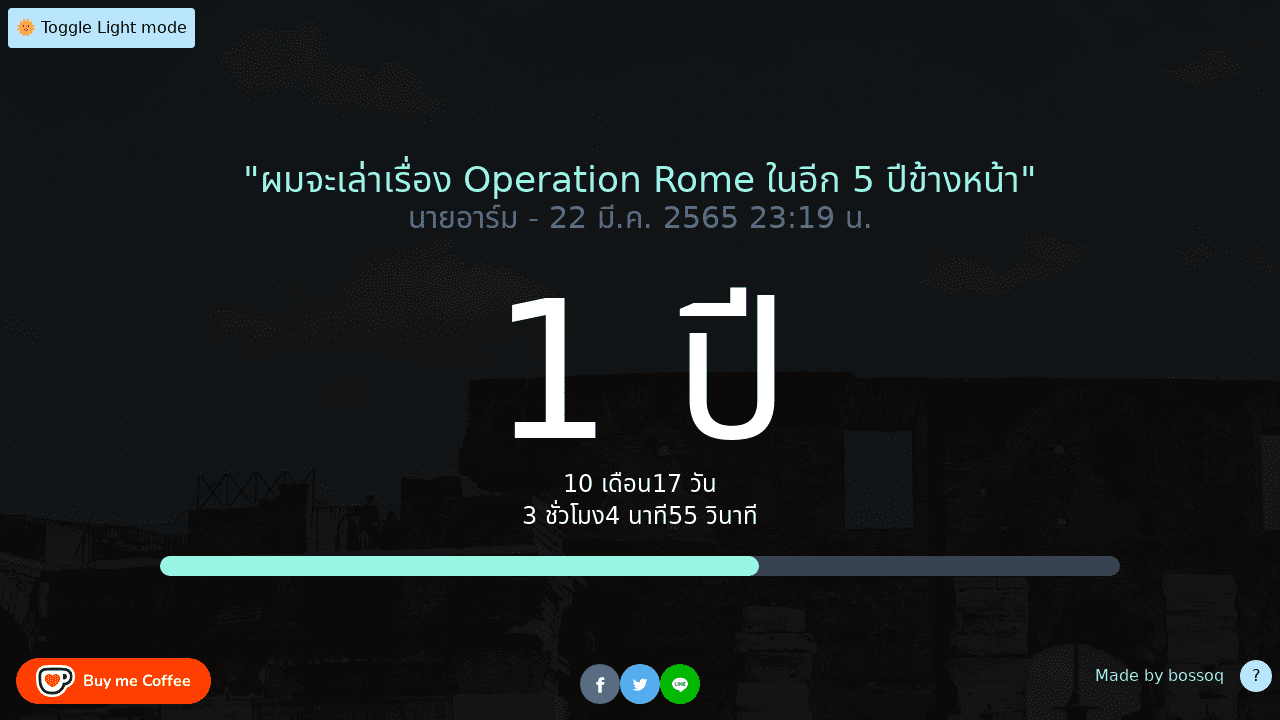 🌞 Toggle Light mode
"ผมจะเล่าเรื่อง Operation Rome ในอีก 5 ปีข้างหน้า"
นายอาร์ม - 22 มี.ค. 2565 23:19 น.
1 ปี
10 เดือน17 วัน
3 ชั่วโมง4 นาที55 วินาที
Buy me Coffee
LINE
Made by bossoq
?